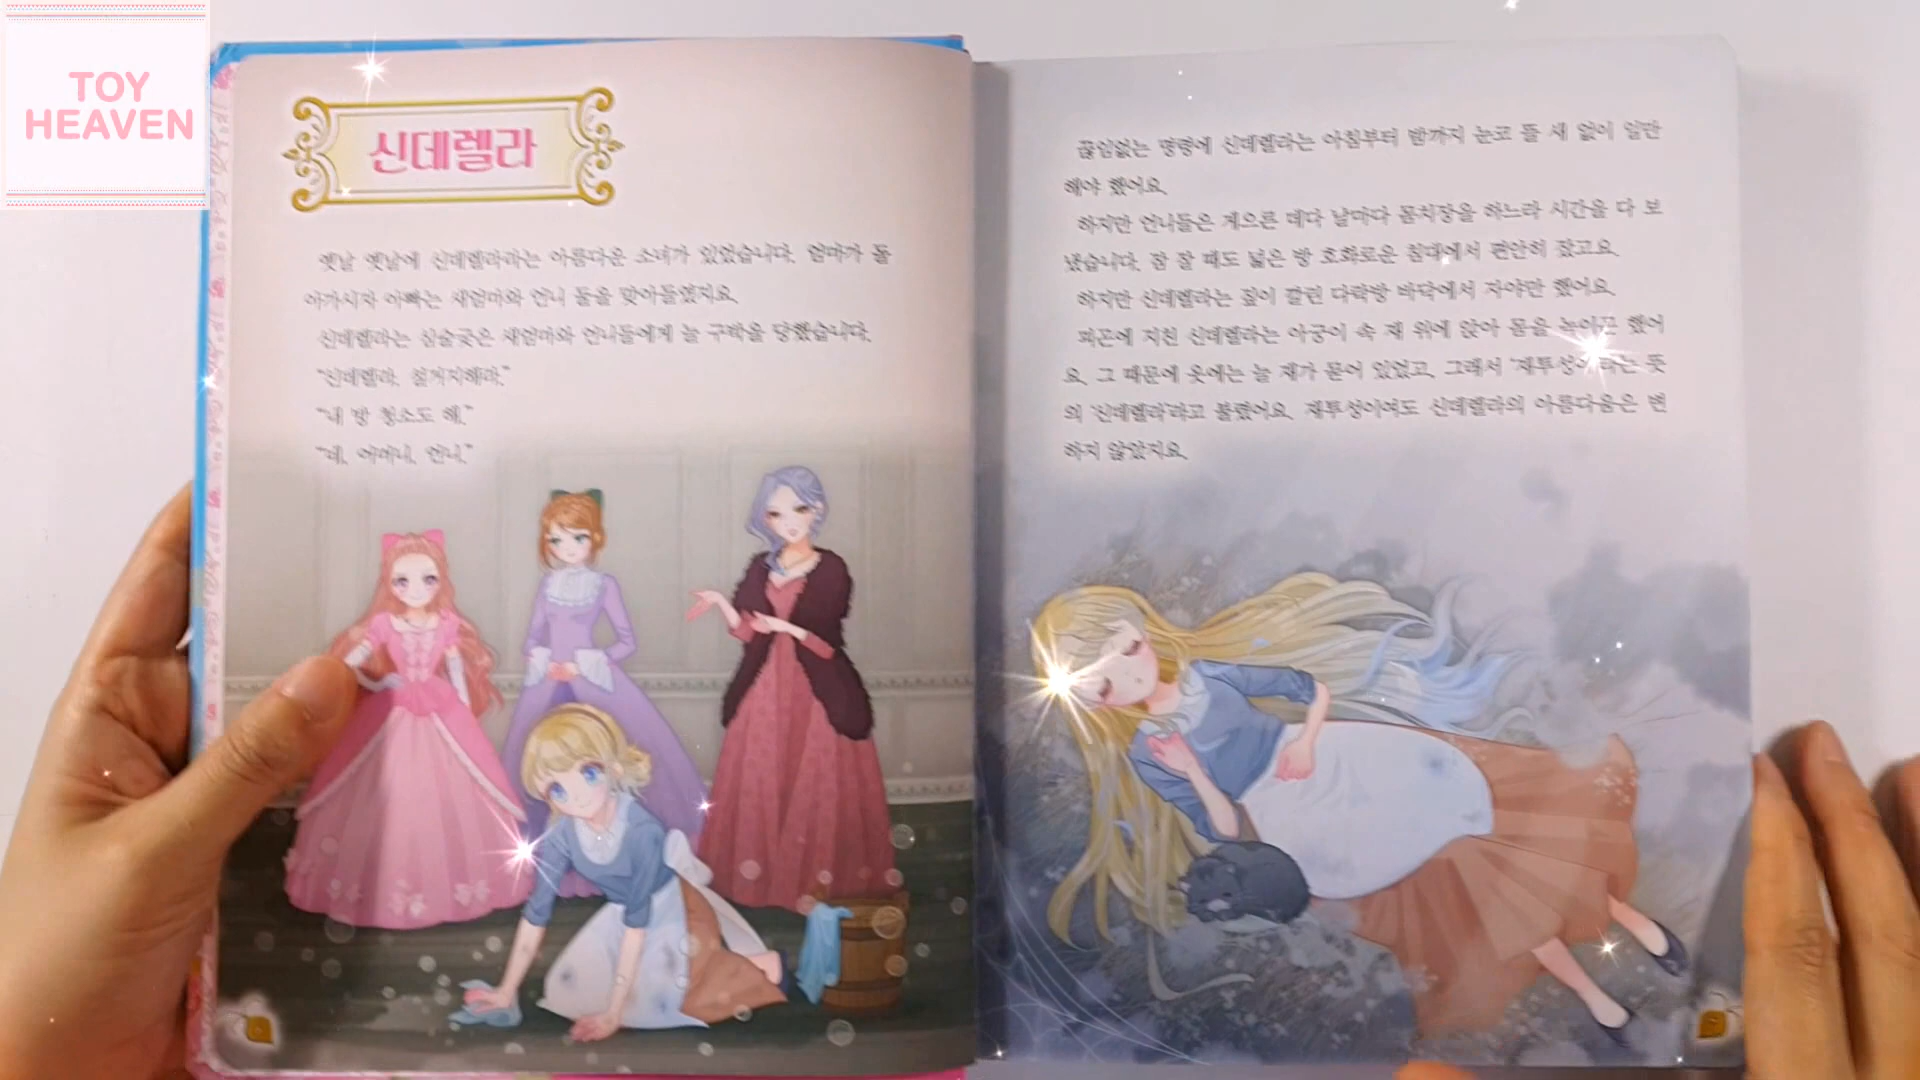 TOY
HEAVEN
신데렐라
옛날 옛날에 신데렐라라는 아름다운 소녀가 있었습니다. 엄마가 돌
아가시자 아빠는 새엄마와 언니 둘을 맞아들였지요.
신데렐라는 심술궂은 새엄마와 언니들에게 늘 구박을 당했습니다.
"신데렐라, 설거지해라."
"내 방 청소도 해."
"네, 어머니, 언니."
끊임없는 명령에 신데렐라는 아침부터 밤까지 눈코 뜰 새 없이 일만
해야 했어요.
하지만 언니들은 게으른 데다 날마다 몸치장을 하느라 시간을 다 보
냈습니다. 잠 잘 때도 넓은 방 호화로운 침대에서 편안히 잤고요.
하지만 신데렐라는 짚이 깔린 다락방 바닥에서 자야만 했어요.
피곤에 지친 신데렐라는 아궁이 속 재 위에 앉아 몸을 녹이곤 했어
요. 그 때문에 옷에는 늘 재가 묻어 있었고, 그래서 '재투성이'라는 뜻
의 '신데렐라'라고 불렸어요. 재투성이여도 신데렐라의 아름다움은 변
하지 않았지요.